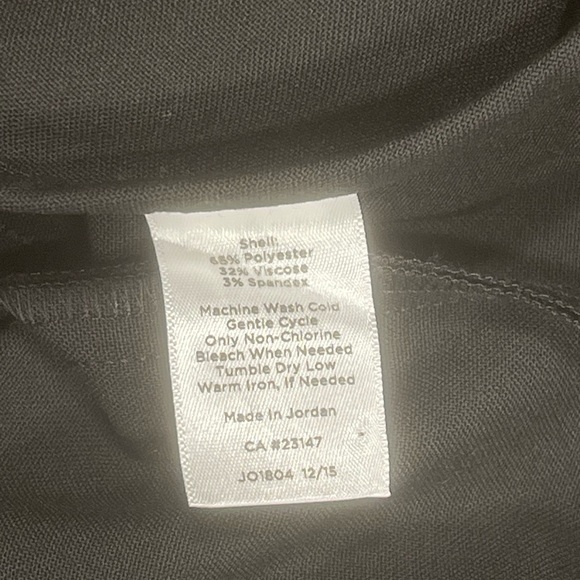 Shell:
65% Polyester
32% Viscose
3% Spandex
Machine Wash Cold
Gentle Cycle
Only Non-Chlorine
Bleach When Needed
Tumble Dry Low
Warm Iron, If Needed
Made In Jordan
CA #23147
JO1804 12/15